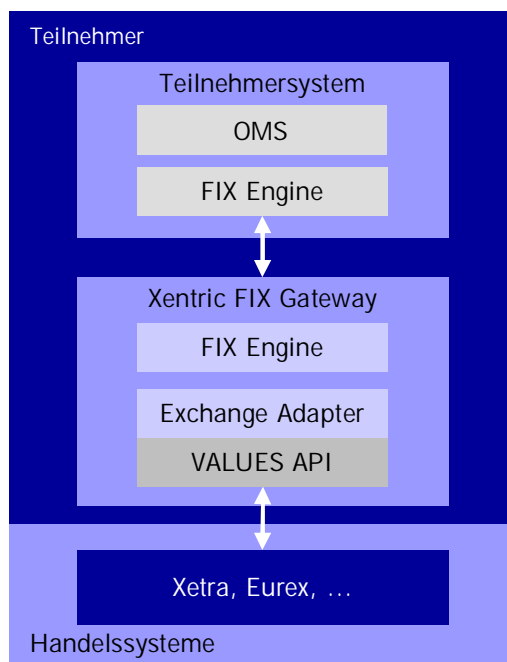 Teilnehmer
Teilnehmersystem
OMS
FIX Engine
Xentric FIX Gateway
FIX Engine
Exchange Adapter
VALUES API
Xetra, Eurex, …
Handelssysteme